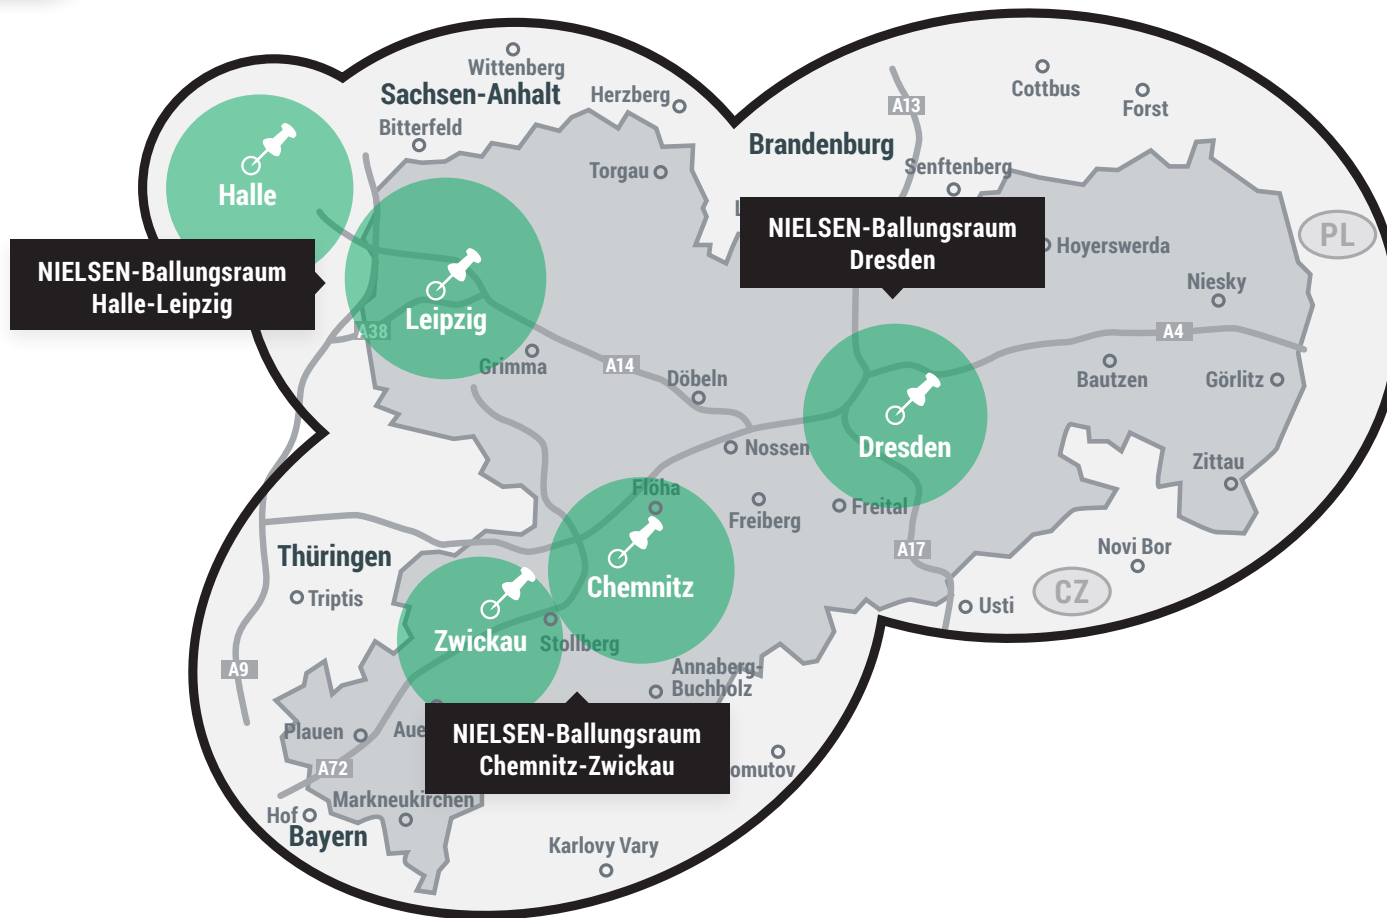 Wittenberg
Sachsen-Anhalt
Herzberg
Bitterfeld
Torgau
Brandenburg
A13
Cottbus
Forst
Senftenberg
Halle
NIELSEN-Ballungsraum
Halle-Leipzig
NIELSEN-Ballungsraum
Dresden
Hoyerswerda
PL
Niesky
Leipzig
A38
Grimma
A14
Döbeln
A4
Bautzen
Görlitz
Dresden
Nossen
Zittau
Flöha
Freiberg
Freital
A17
Novi Bor
CZ
Usti
Thüringen
Triptis
Chemnitz
Zwickau
Stollberg
A9
Annaberg-
Buchholz
Plauen
Aue
NIELSEN-Ballungsraum
Chemnitz-Zwickau
omutov
A72
Markneukirchen
Hof
Bayern
Karlovy Vary